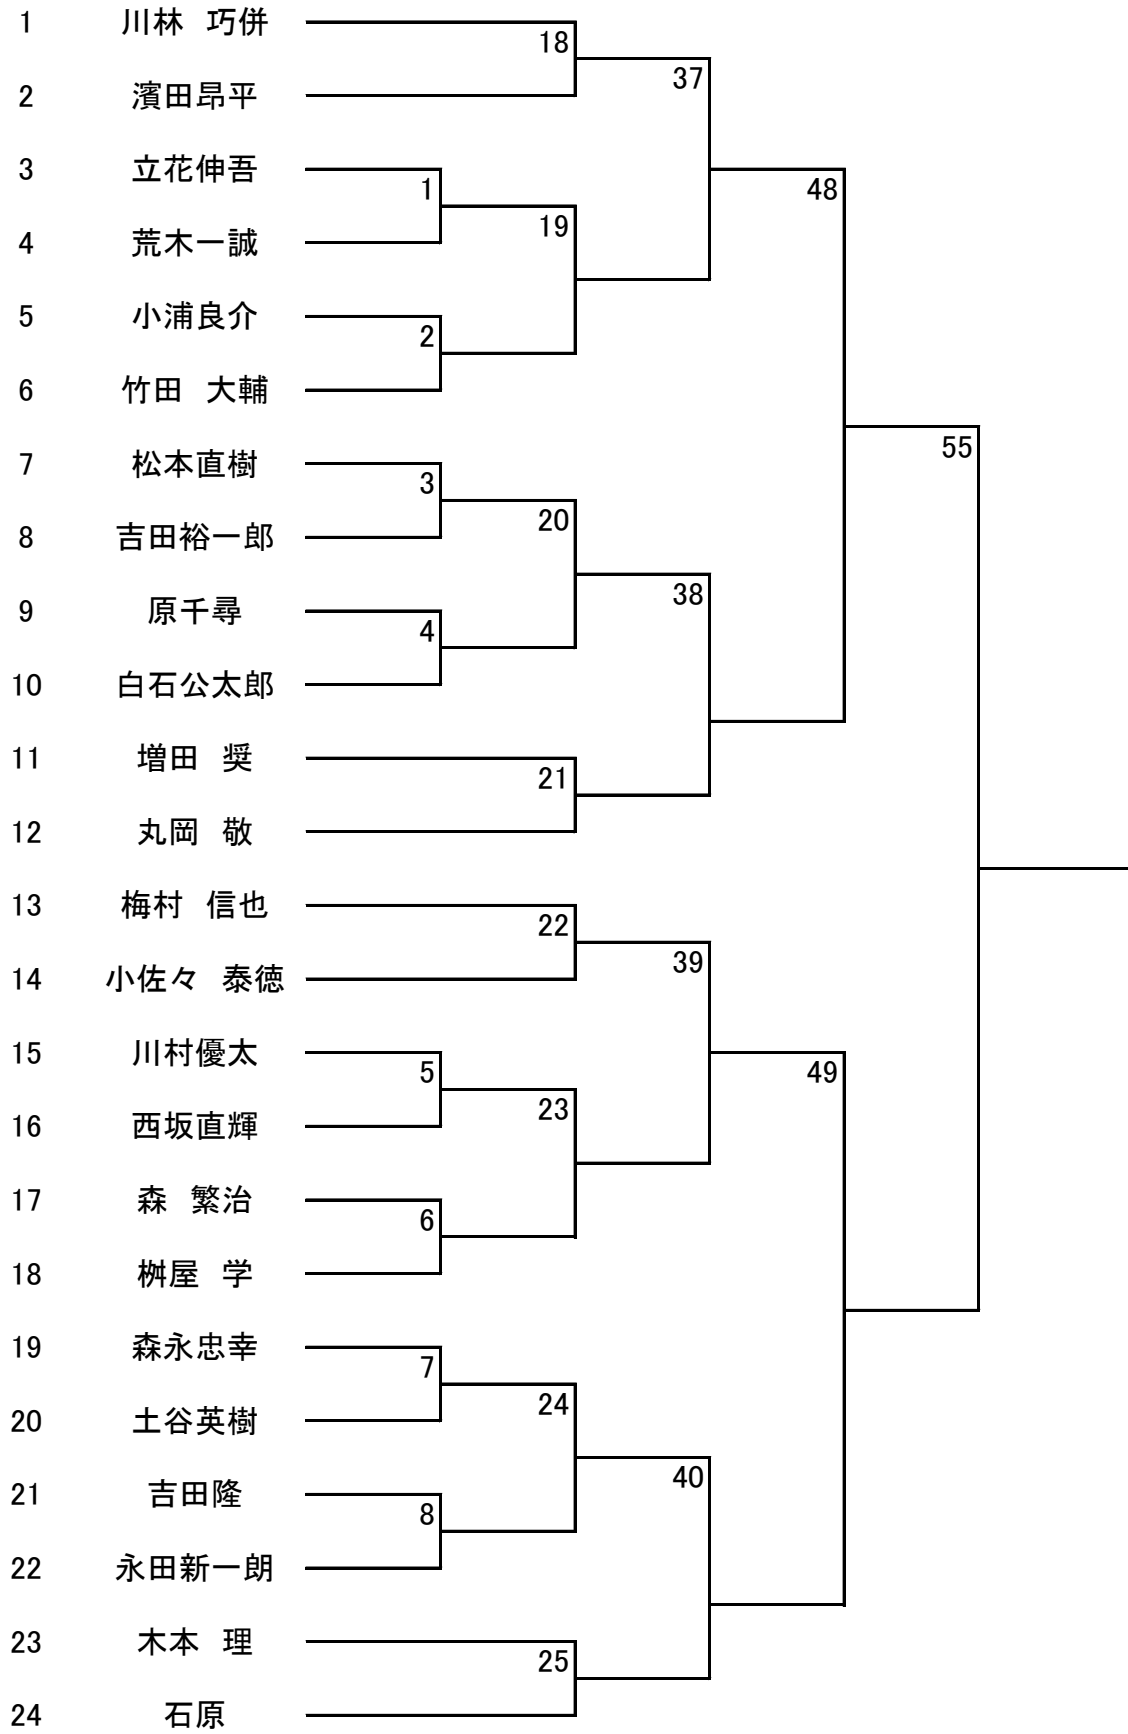 1 川林　巧併
18
2 濱田昂平
37
3 立花伸吾
1
48
4 荒木一誠
19
5 小浦良介
2
6 竹田　大輔
55
7 松本直樹
3
20
8 吉田裕一郎
38
9 原千尋
4
10 白石公太郎
11 増田　奨
21
12 丸岡　敬
13 梅村　信也
22
39
14 小佐々　泰徳
15 川村優太
5
49
23
16 西坂直輝
17 森　繁治
6
18 桝屋　学
19 森永忠幸
7
24
20 土谷英樹
40
21 吉田隆
8
22 永田新一朗
23 木本　理
25
24 石原